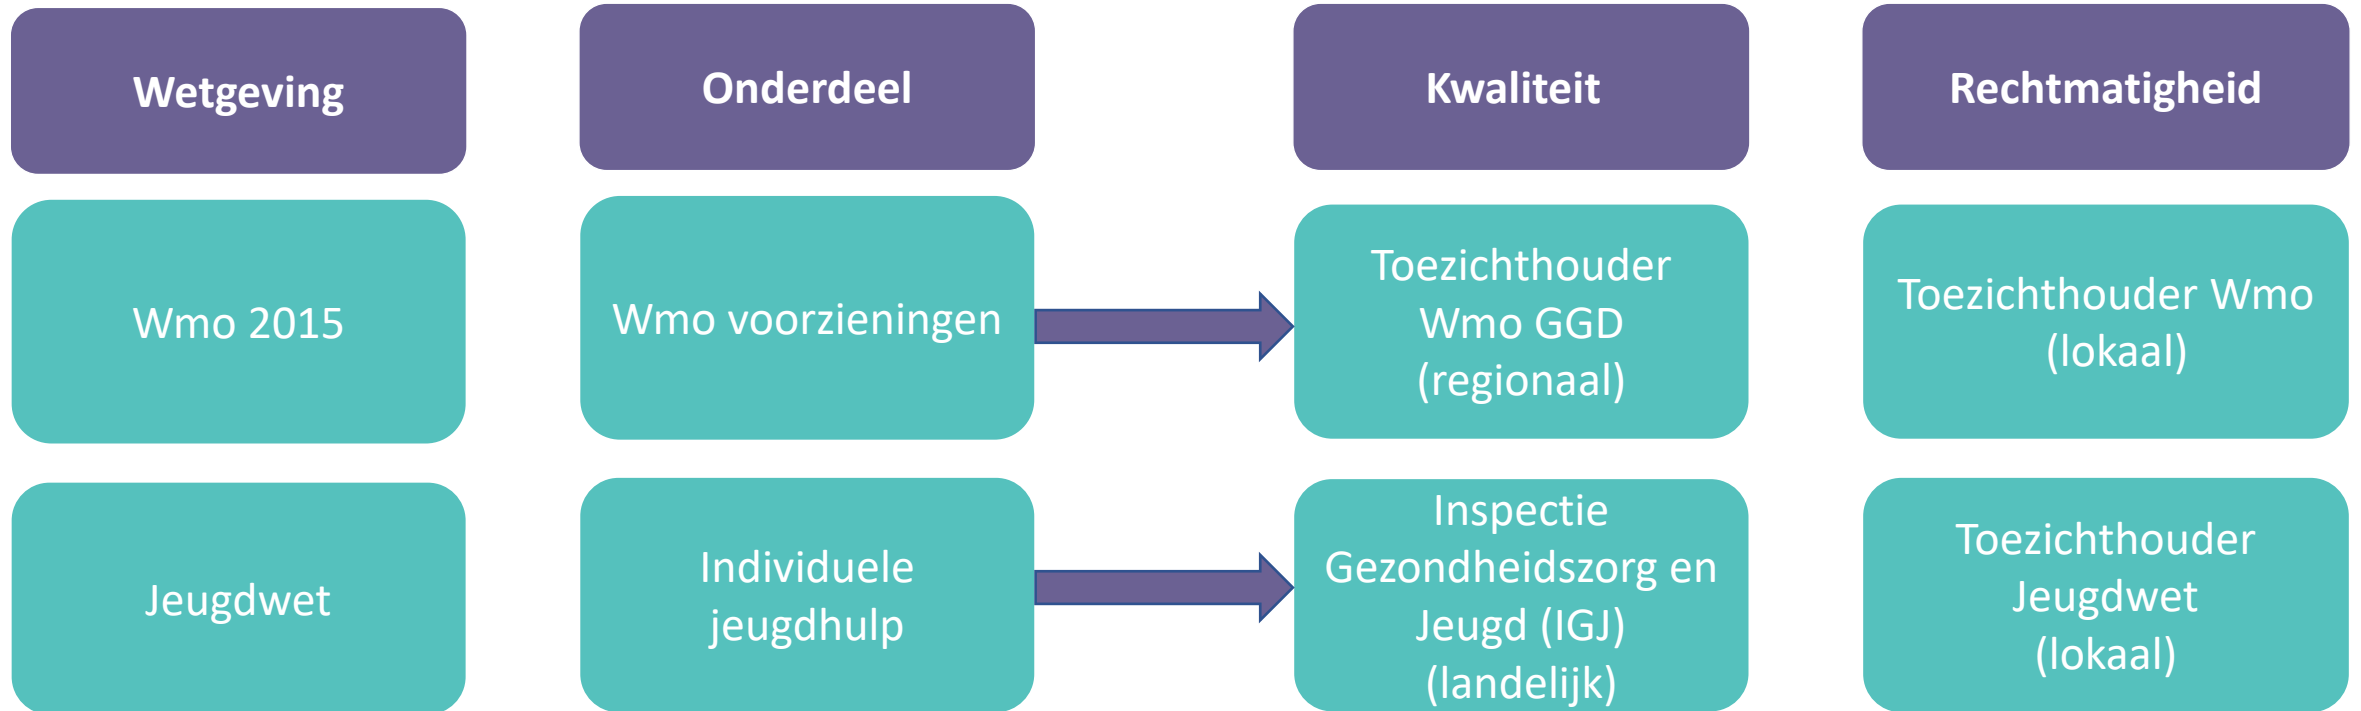 Wetgeving
Onderdeel
Kwaliteit
Rechtmatigheid
Wmo 2015
Wmo voorzieningen
Toezichthouder
Wmo GGD
(regionaal)
Toezichthouder Wmo
(lokaal)
Jeugdwet
Individuele
jeugdhulp
Inspectie
Gezondheidszorg en
Jeugd (IGJ)
(landelijk)
Toezichthouder
Jeugdwet
(lokaal)